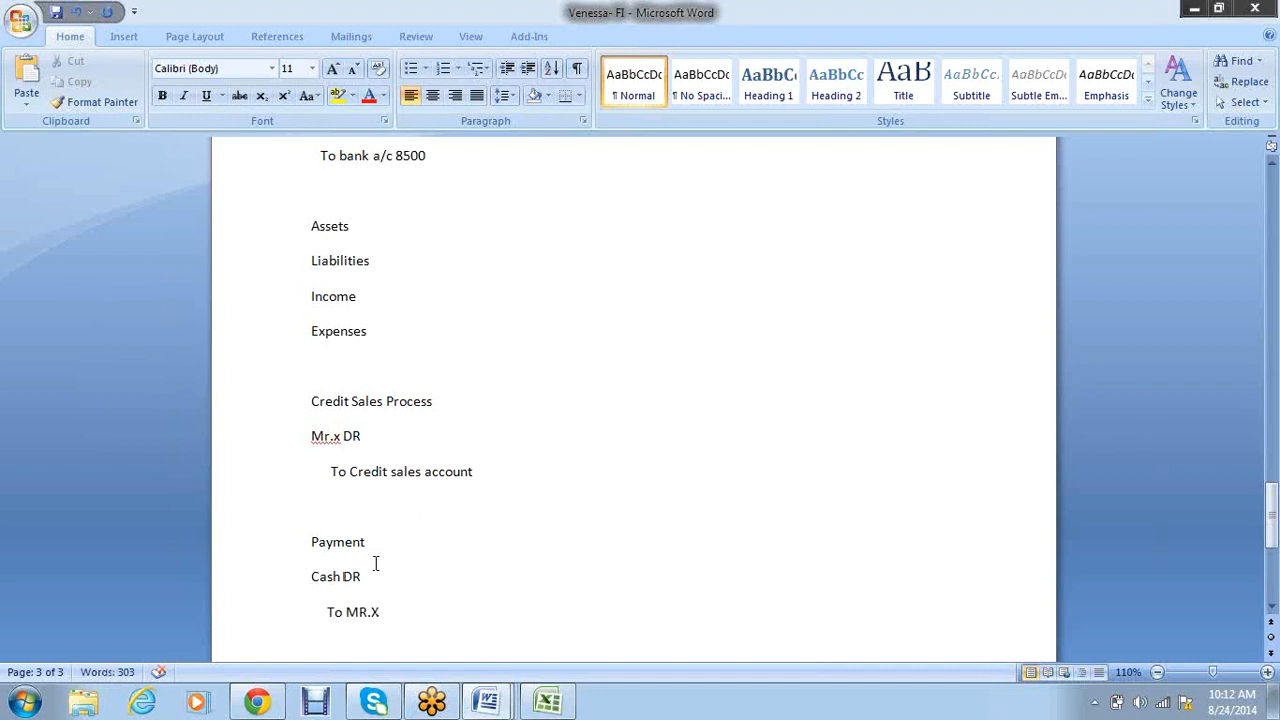 Venessa- FI - Microsoft Word
Home Insert Page Layout References Mailings Review View Add-Ins
Paste
Cut
Copy
Format Painter
Clipboard
Calibri (Body) 11
Font
Paragraph
AaBbCcDc AaBbCcDc AaBbC( AaBbCc AaB AaBbCc. AaBbCcDc AaBbCcDc
¶ Normal ¶ No Spaci... Heading 1 Heading 2 Title Subtitle Subtle Em... Emphasis
Change Styles
Styles
Find
Replace
Select
Editing
To bank a/c 8500
Assets
Liabilities
Income
Expenses
Credit Sales Process
Mr.x DR
To Credit sales account
Payment
Cash DR
To MR.X
Page: 3 of 3 Words: 303 110%
10:12 AM
8/24/2014